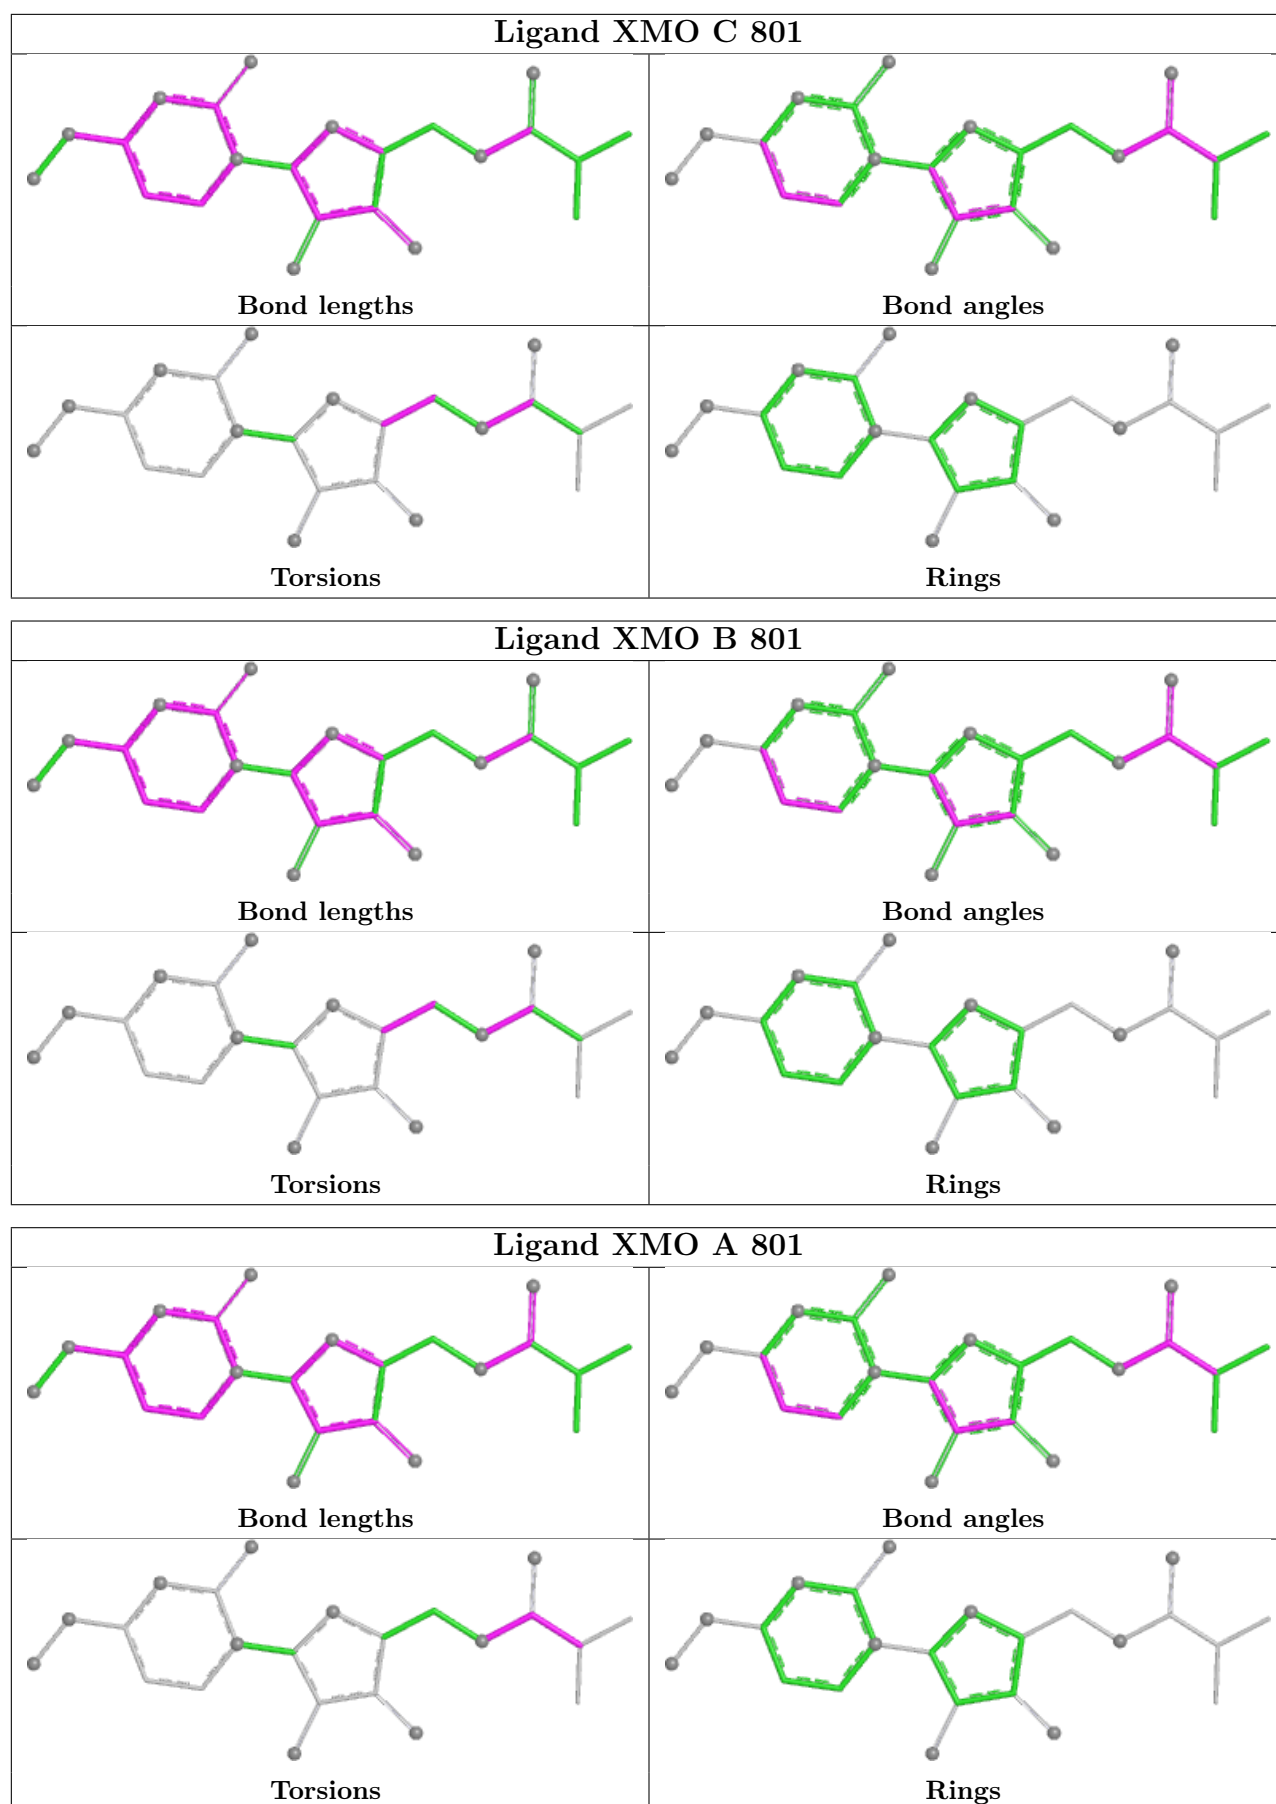 Ligand XMO C 801
Bond lengths
Bond angles
Torsions
Rings
Ligand XMO B 801
Bond lengths
Bond angles
Torsions
Rings
Ligand XMO A 801
Bond lengths
Bond angles
Torsions
Rings